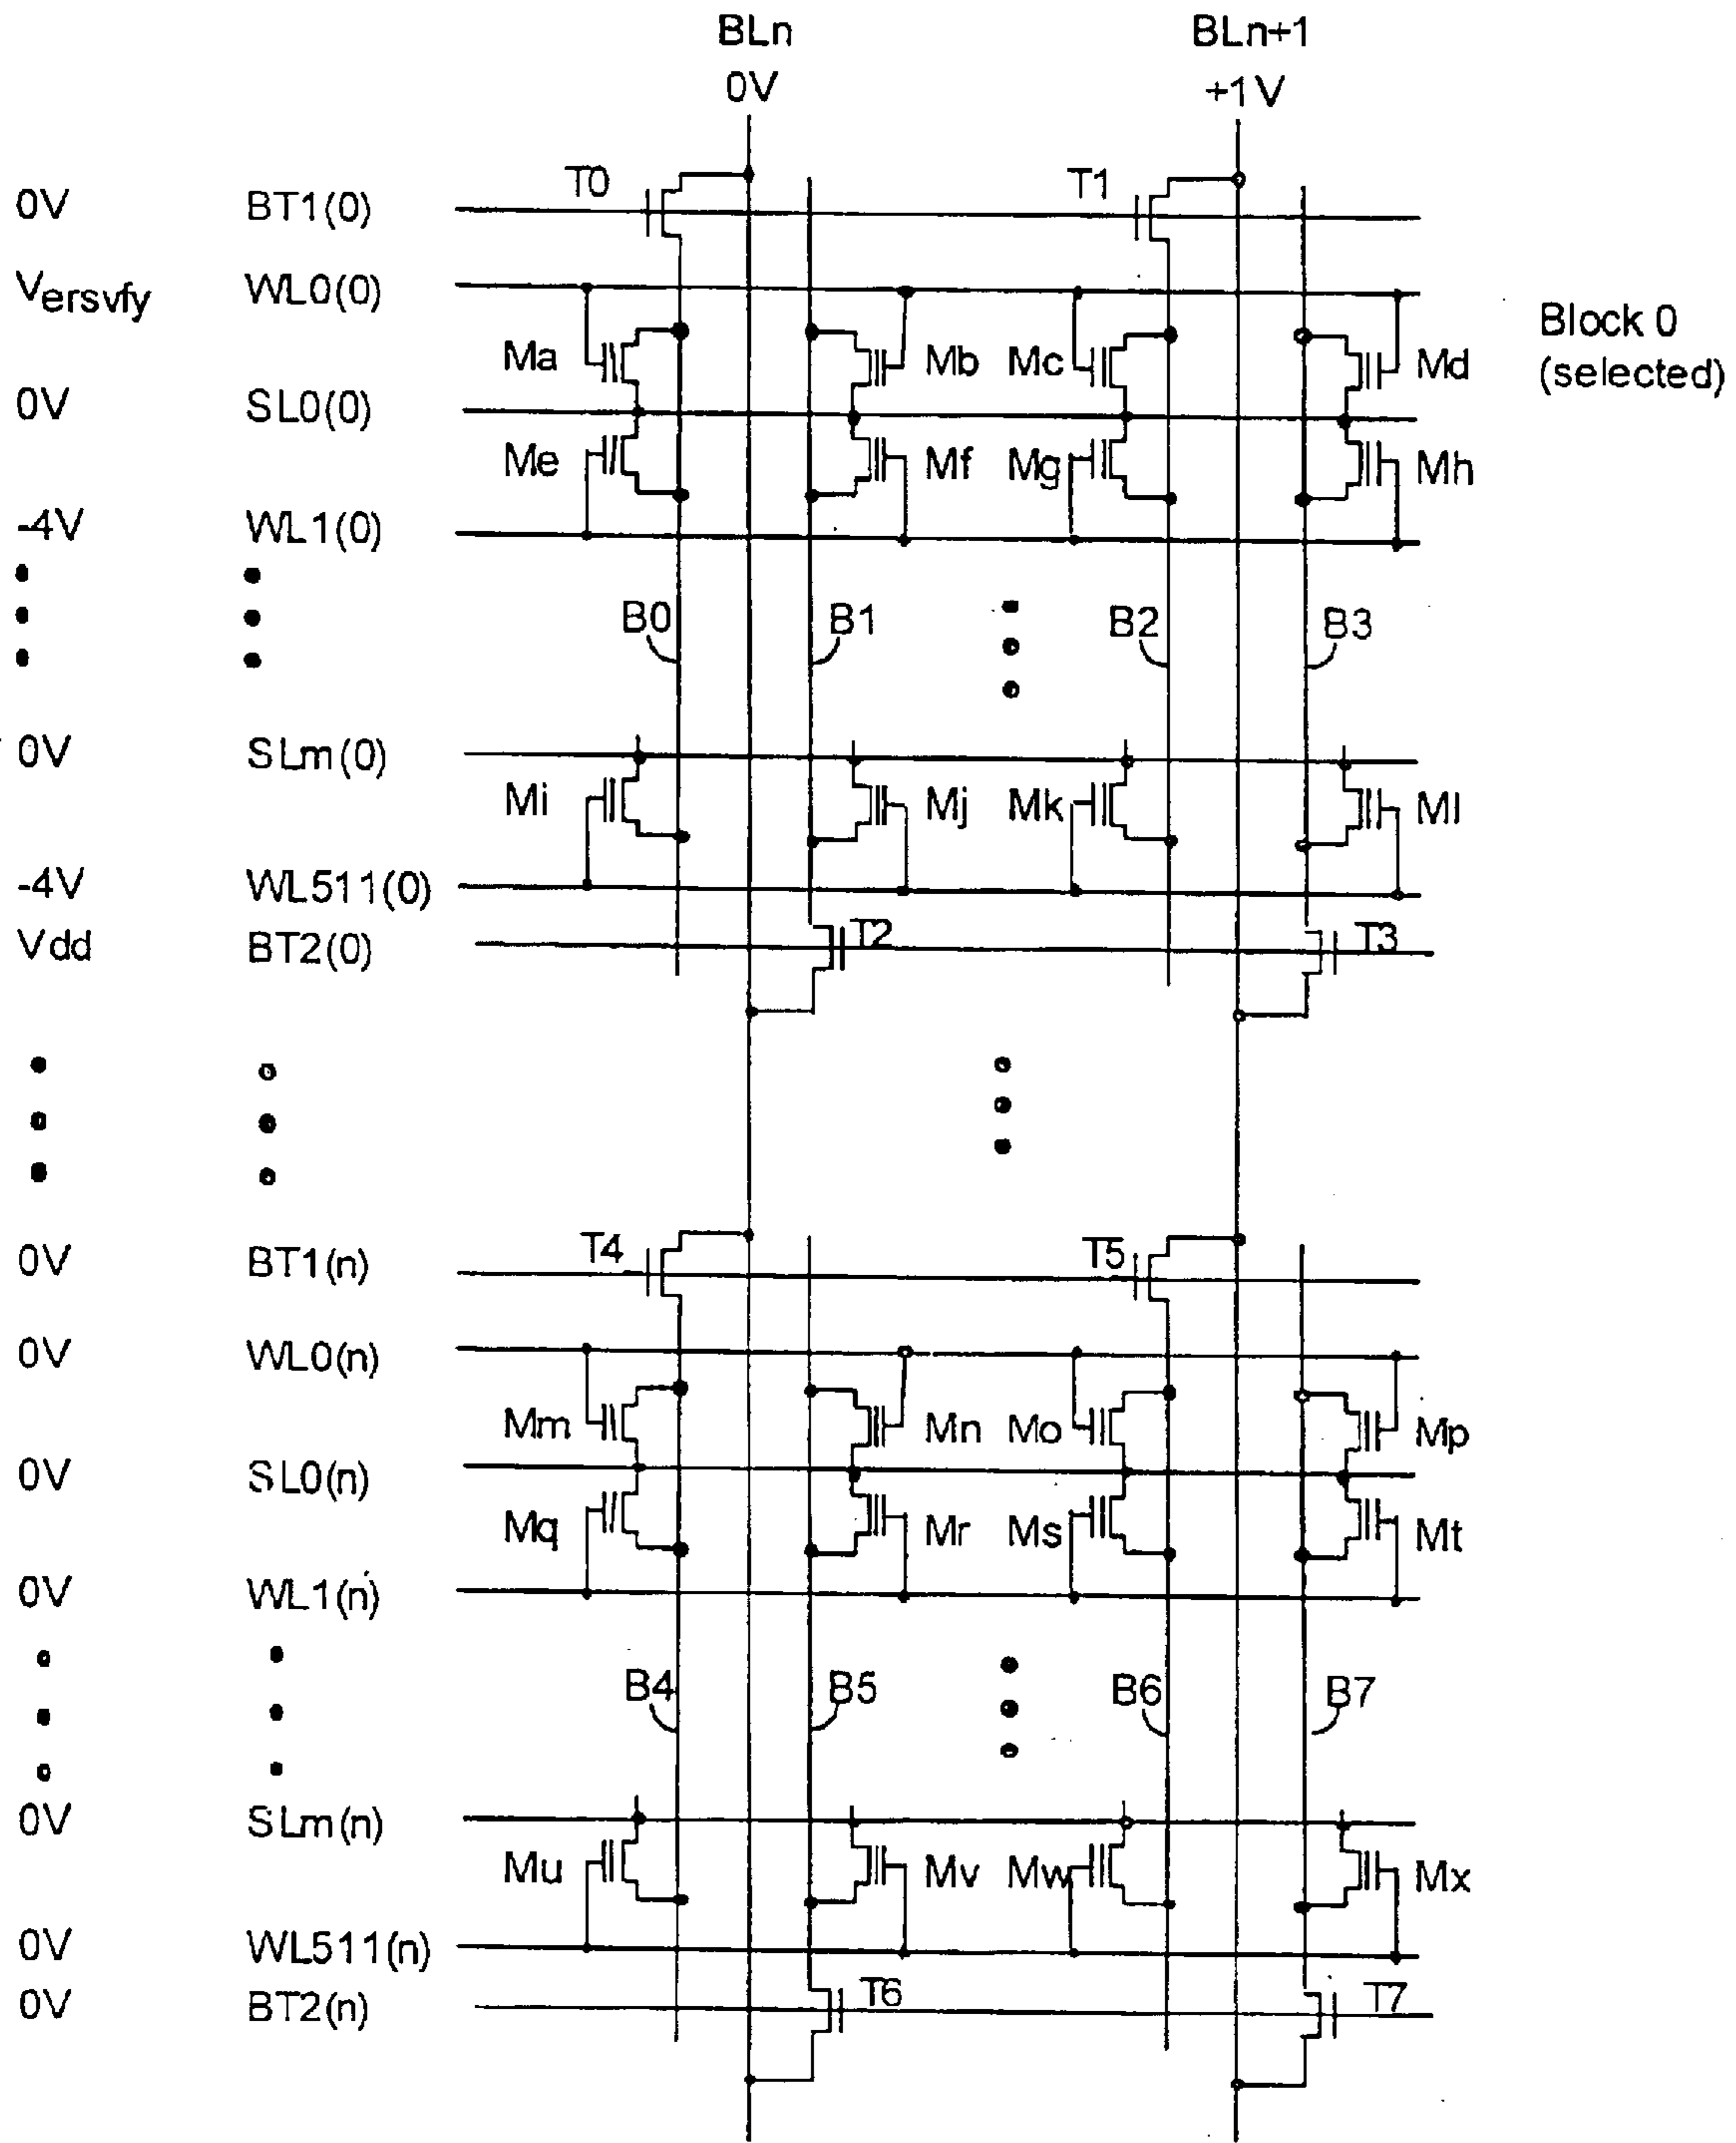 BLn BLn+1
0V +1V
0V BT1(0) T0 T1
Versvfy WL0(0)
Block 0
(selected)
Ma Mb Mc Md
0V SL0(0)
Me Mf Mg Mh
-4V WL1(0)
B0 B1 B2 B3
0V SLm(0)
Mi Mj Mk Ml
-4V WL511(0)
Vdd BT2(0) T2 T3
0V BT1(n) T4 T5
0V WL0(n)
Mm Mn Mo Mp
0V SL0(n)
Mq Mr Ms Mt
0V WL1(n)
B4 B5 B6 B7
0V SLm(n)
Mu Mv Mw Mx
0V WL511(n)
0V BT2(n) T6 T7